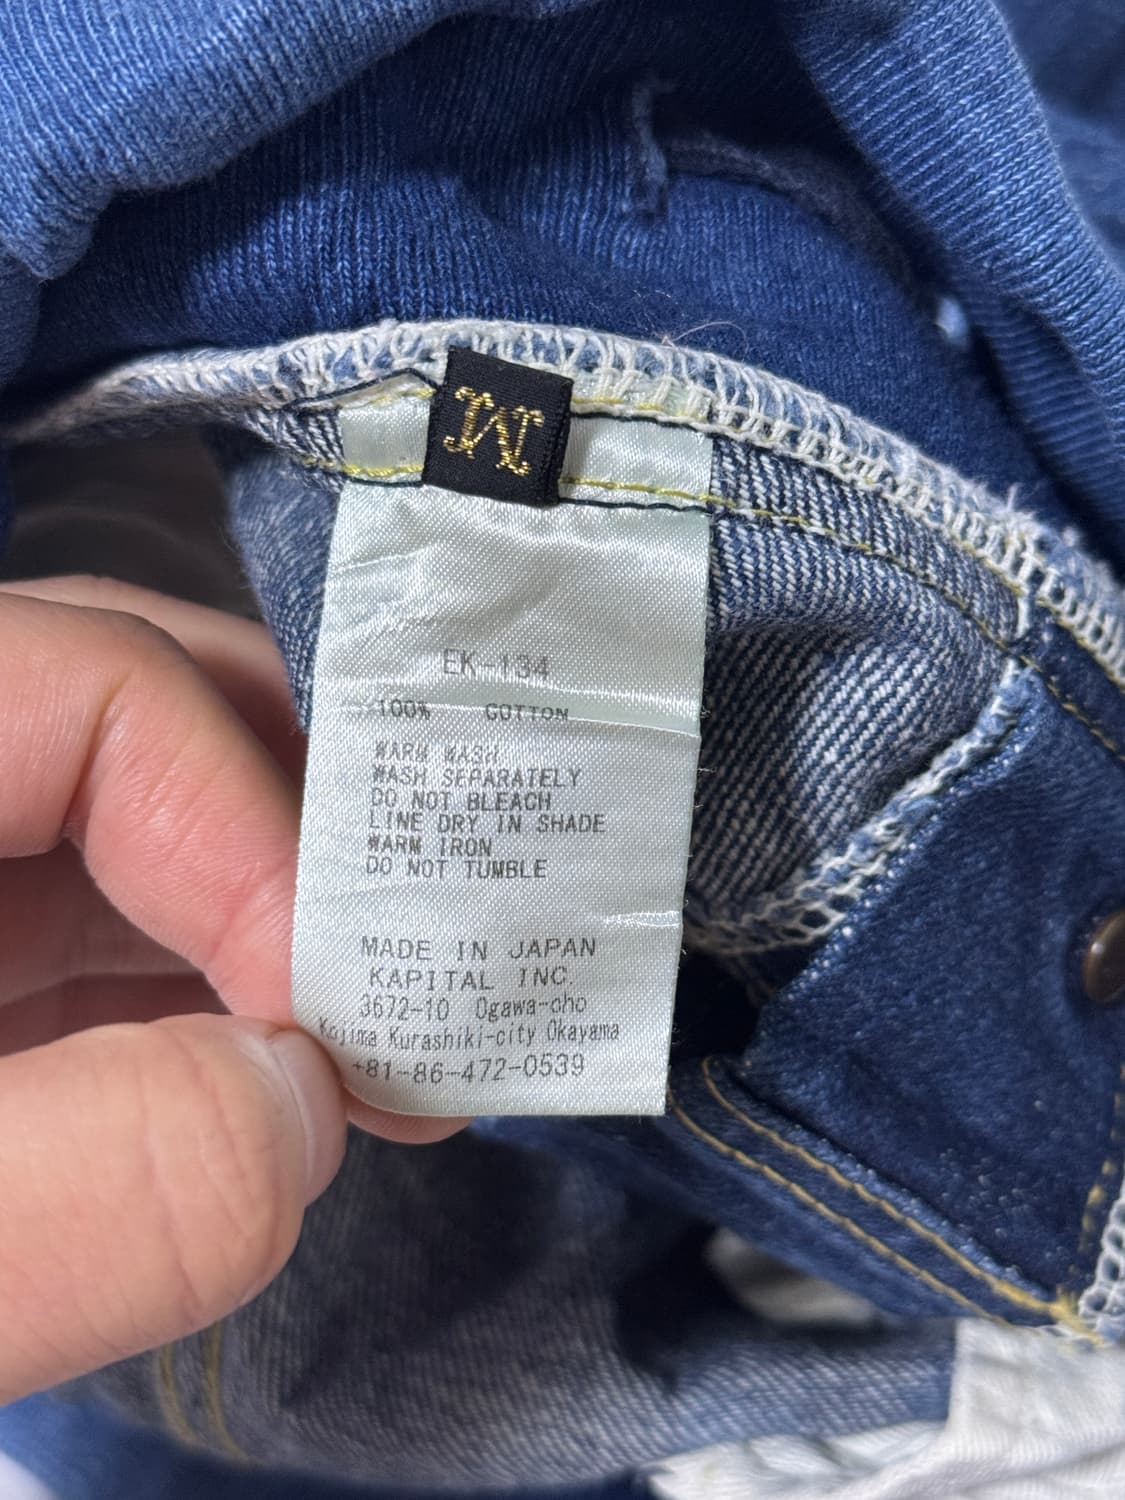 M
EK-134
100% COTTON
WARM WASH
WASH SEPARATELY
DO NOT BLEACH
LINE DRY IN SHADE
WARM IRON
DO NOT TUMBLE
MADE IN JAPAN
KAPITAL INC.
3672-10 Ogawa-cho
Kojima Kurashiki-city Okayama
+81-86-472-0539